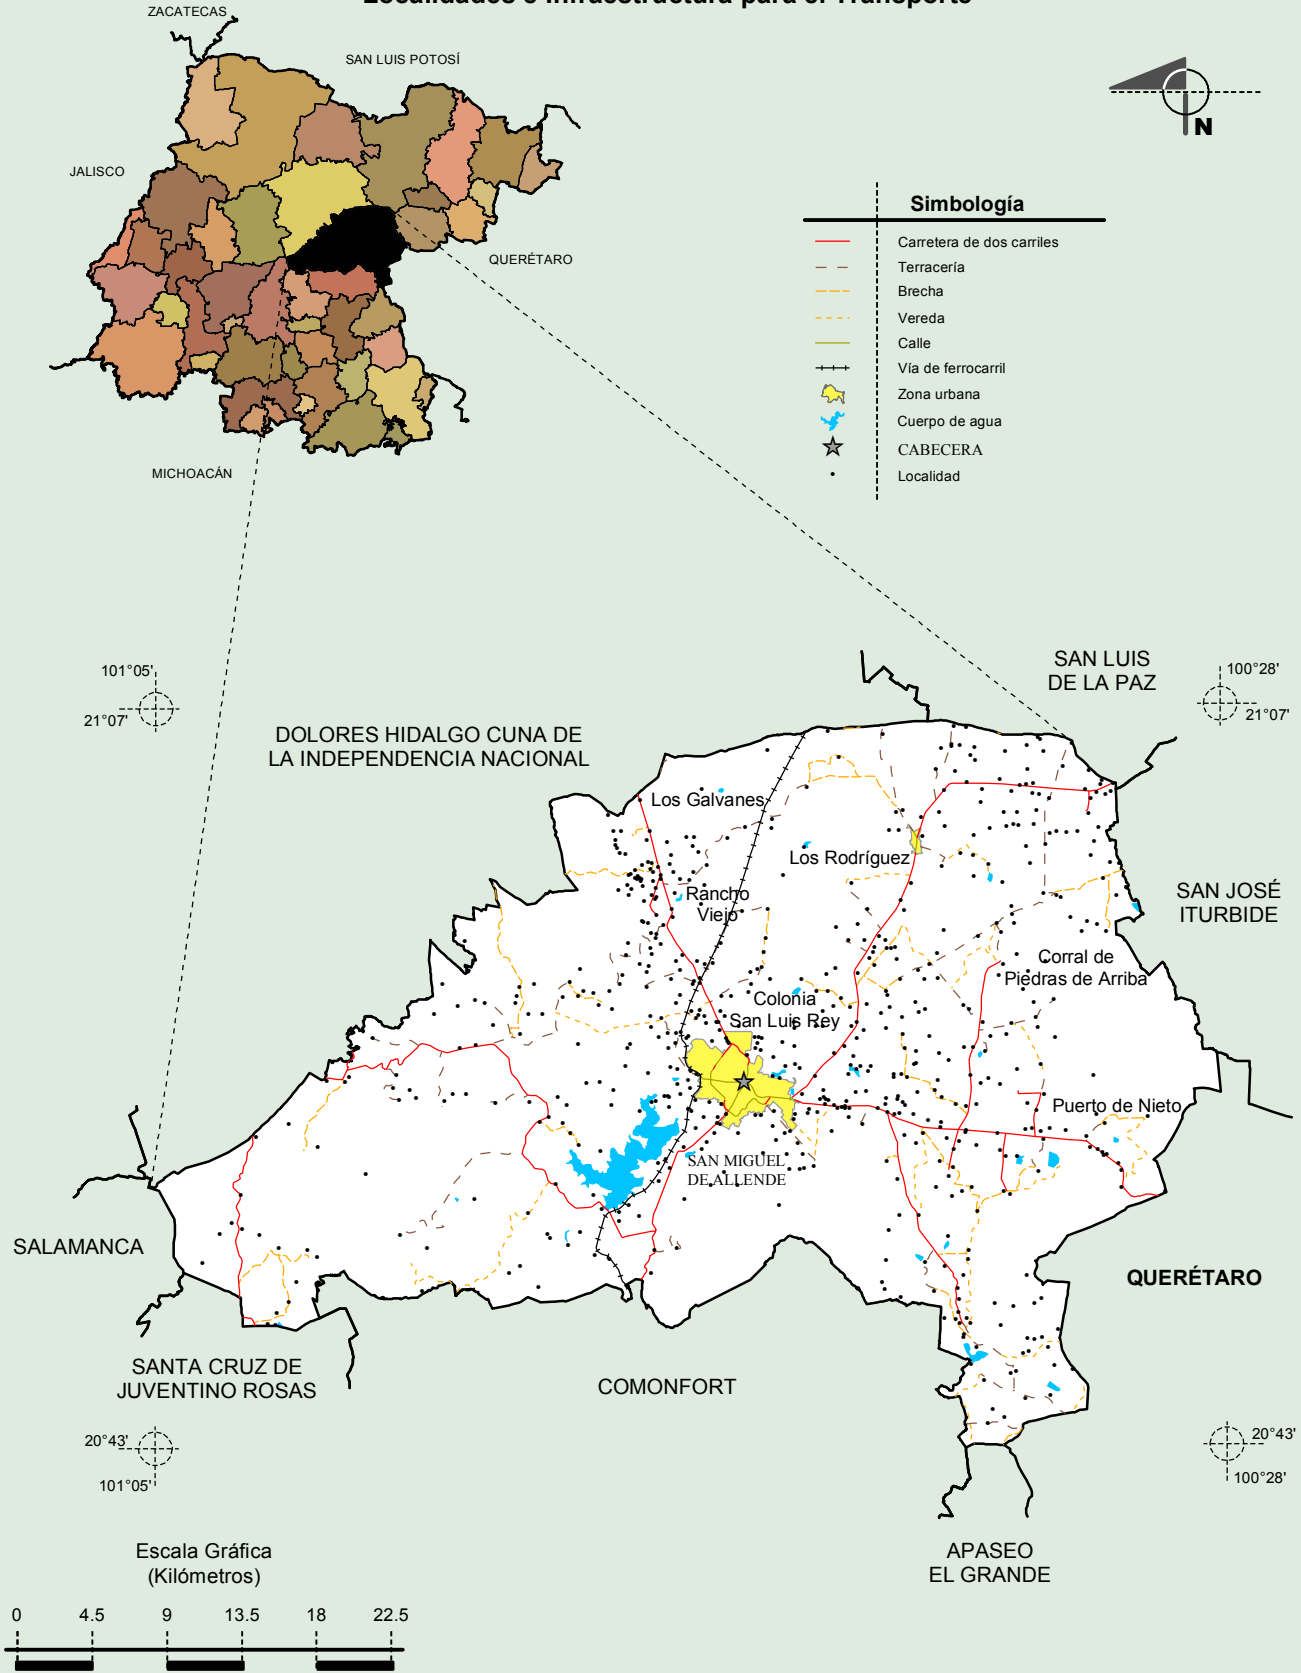 Localidades e Infraestructura para el Transporte
ZACATECAS
SAN LUIS POTOSÍ
JALISCO
QUERÉTARO
MICHOACÁN
N
Simbología
Carretera de dos carriles
Terracería
Brecha
Vereda
Calle
Vía de ferrocarril
Zona urbana
Cuerpo de agua
CABECERA
Localidad
101°05'
21°07'
100°28'
21°07'
SAN LUIS
DE LA PAZ
DOLORES HIDALGO CUNA DE
LA INDEPENDENCIA NACIONAL
Los Galvanes
Los Rodríguez
Rancho
Viejo
SAN JOSÉ
ITURBIDE
Corral de
Piedras de Arriba
Colonia
San Luis Rey
Puerto de Nieto
SAN MIGUEL
DE ALLENDE
SALAMANCA
QUERÉTARO
SANTA CRUZ DE
JUVENTINO ROSAS
COMONFORT
20°43'
101°05'
20°43'
100°28'
APASEO
EL GRANDE
Escala Gráfica
(Kilómetros)
0 4.5 9 13.5 18 22.5